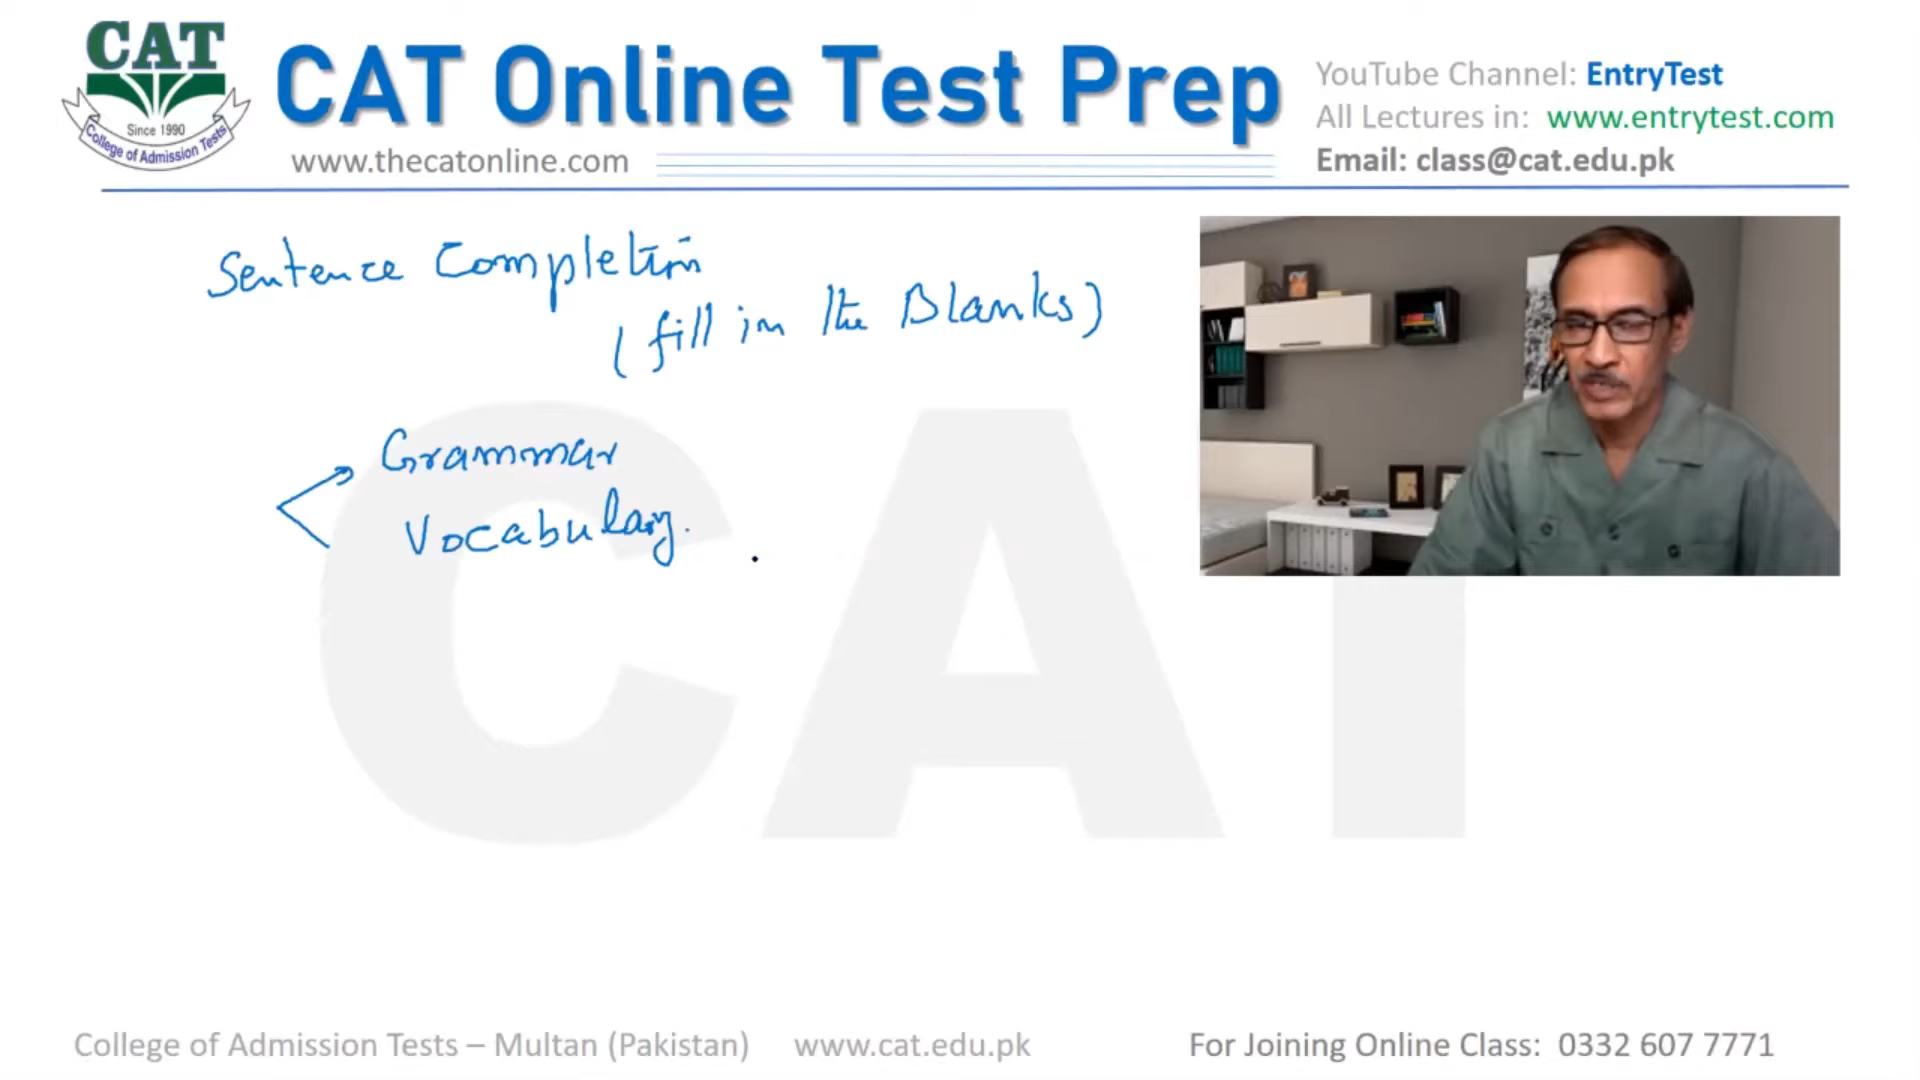 CAT
Since 1990
College of Admission Tests
CAT Online Test Prep
www.thecatonline.com
YouTube Channel: EntryTest
All Lectures in: www.entrytest.com
Email: class@cat.edu.pk
Sentence Completion
(fill in the Blanks)
Grammar
Vocabulary.
CAT
College of Admission Tests – Multan (Pakistan) www.cat.edu.pk For Joining Online Class: 0332 607 7771